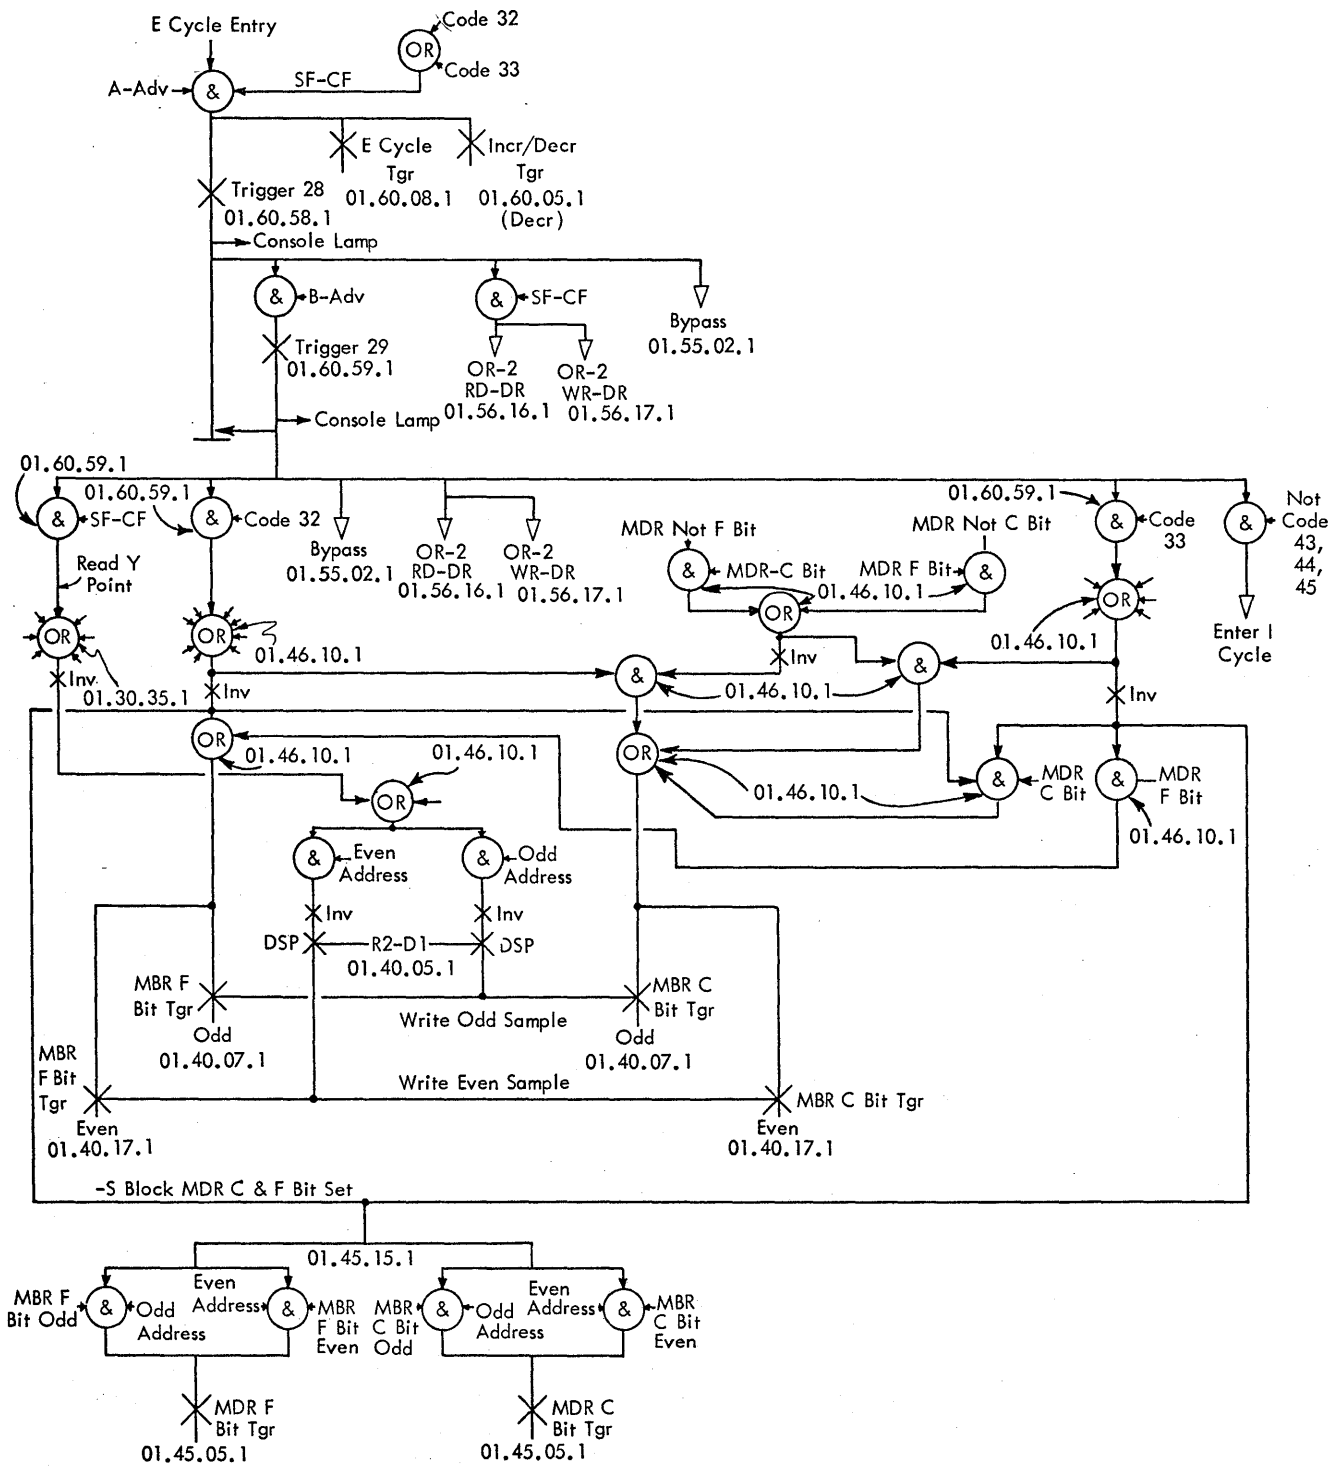 E Cycle Entry
Code 32
OR
Code 33
SF-CF
A-Adv
&
E Cycle
Tgr
01.60.08.1
Incr/Decr
Tgr
01.60.05.1
(Decr)
Trigger 28
01.60.58.1
Console Lamp
&
B-Adv
&
SF-CF
Bypass
01.55.02.1
Trigger 29
01.60.59.1
OR-2
RD-DR
01.56.16.1
OR-2
WR-DR
01.56.17.1
Console Lamp
01.60.59.1
01.60.59.1
01.60.59.1
&
SF-CF
&
Code 32
Bypass
01.55.02.1
OR-2
RD-DR
01.56.16.1
OR-2
WR-DR
01.56.17.1
MDR Not F Bit
MDR Not C Bit
&
MDR-C Bit
MDR F Bit
&
01.46.10.1
OR
&
Code
33
&
Not
Code
43,
44,
45
Read Y
Point
OR
OR
01.46.10.1
OR
01.46.10.1
Enter I
Cycle
Inv
01.30.35.1
Inv
&
Inv
01.46.10.1
&
Inv
OR
01.46.10.1
01.46.10.1
OR
01.46.10.1
&
MDR
C Bit
&
MDR
F Bit
01.46.10.1
OR
&
Even
Address
&
Odd
Address
Inv
Inv
DSP
R2-D1
DSP
01.40.05.1
MBR F
Bit Tgr
Odd
01.40.07.1
Write Odd Sample
MBR C
Bit Tgr
Odd
01.40.07.1
MBR
F Bit
Tgr
Even
01.40.17.1
Write Even Sample
MBR C Bit Tgr
Even
01.40.17.1
-S Block MDR C & F Bit Set
01.45.15.1
MBR F
Bit Odd
&
Odd
Address
Even
Address
&
MBR
F Bit
Even
MBR
C Bit
Odd
&
Odd
Address
Even
Address
&
MBR
C Bit
Even
MDR F
Bit Tgr
01.45.05.1
MDR C
Bit Tgr
01.45.05.1